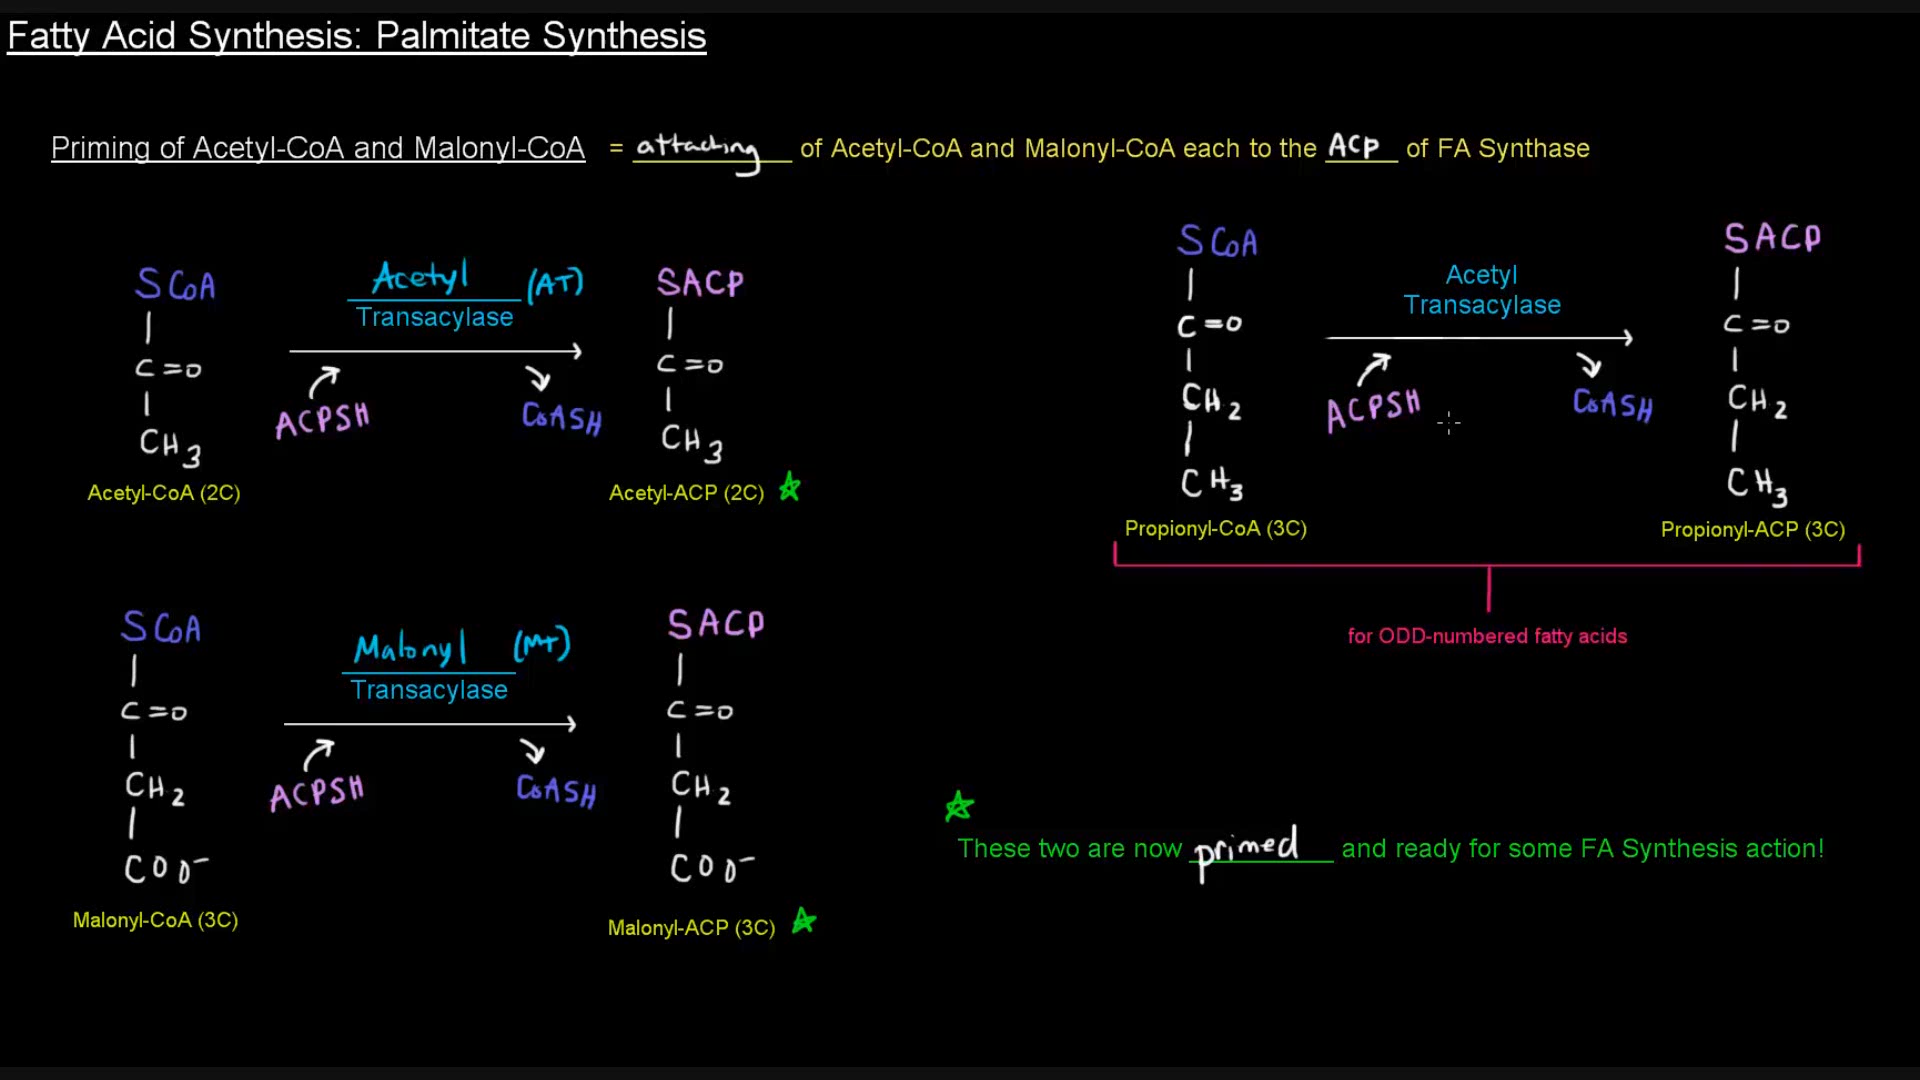 Fatty Acid Synthesis: Palmitate Synthesis
Priming of Acetyl-CoA and Malonyl-CoA = attaching of Acetyl-CoA and Malonyl-CoA each to the ACP of FA Synthase
SCoA
C=O
CH3
Acetyl-CoA (2C)
Acetyl (AT)
Transacylase
ACPSH
CoASH
SACP
C=O
CH3
Acetyl-ACP (2C)
SCoA
C=O
CH2
CH3
Propionyl-CoA (3C)
Acetyl
Transacylase
ACPSH
CoASH
SACP
C=O
CH2
CH3
Propionyl-ACP (3C)
for ODD-numbered fatty acids
SCoA
C=O
CH2
COO-
Malonyl-CoA (3C)
Malonyl (MT)
Transacylase
ACPSH
CoASH
SACP
C=O
CH2
COO-
Malonyl-ACP (3C)
These two are now primed and ready for some FA Synthesis action!